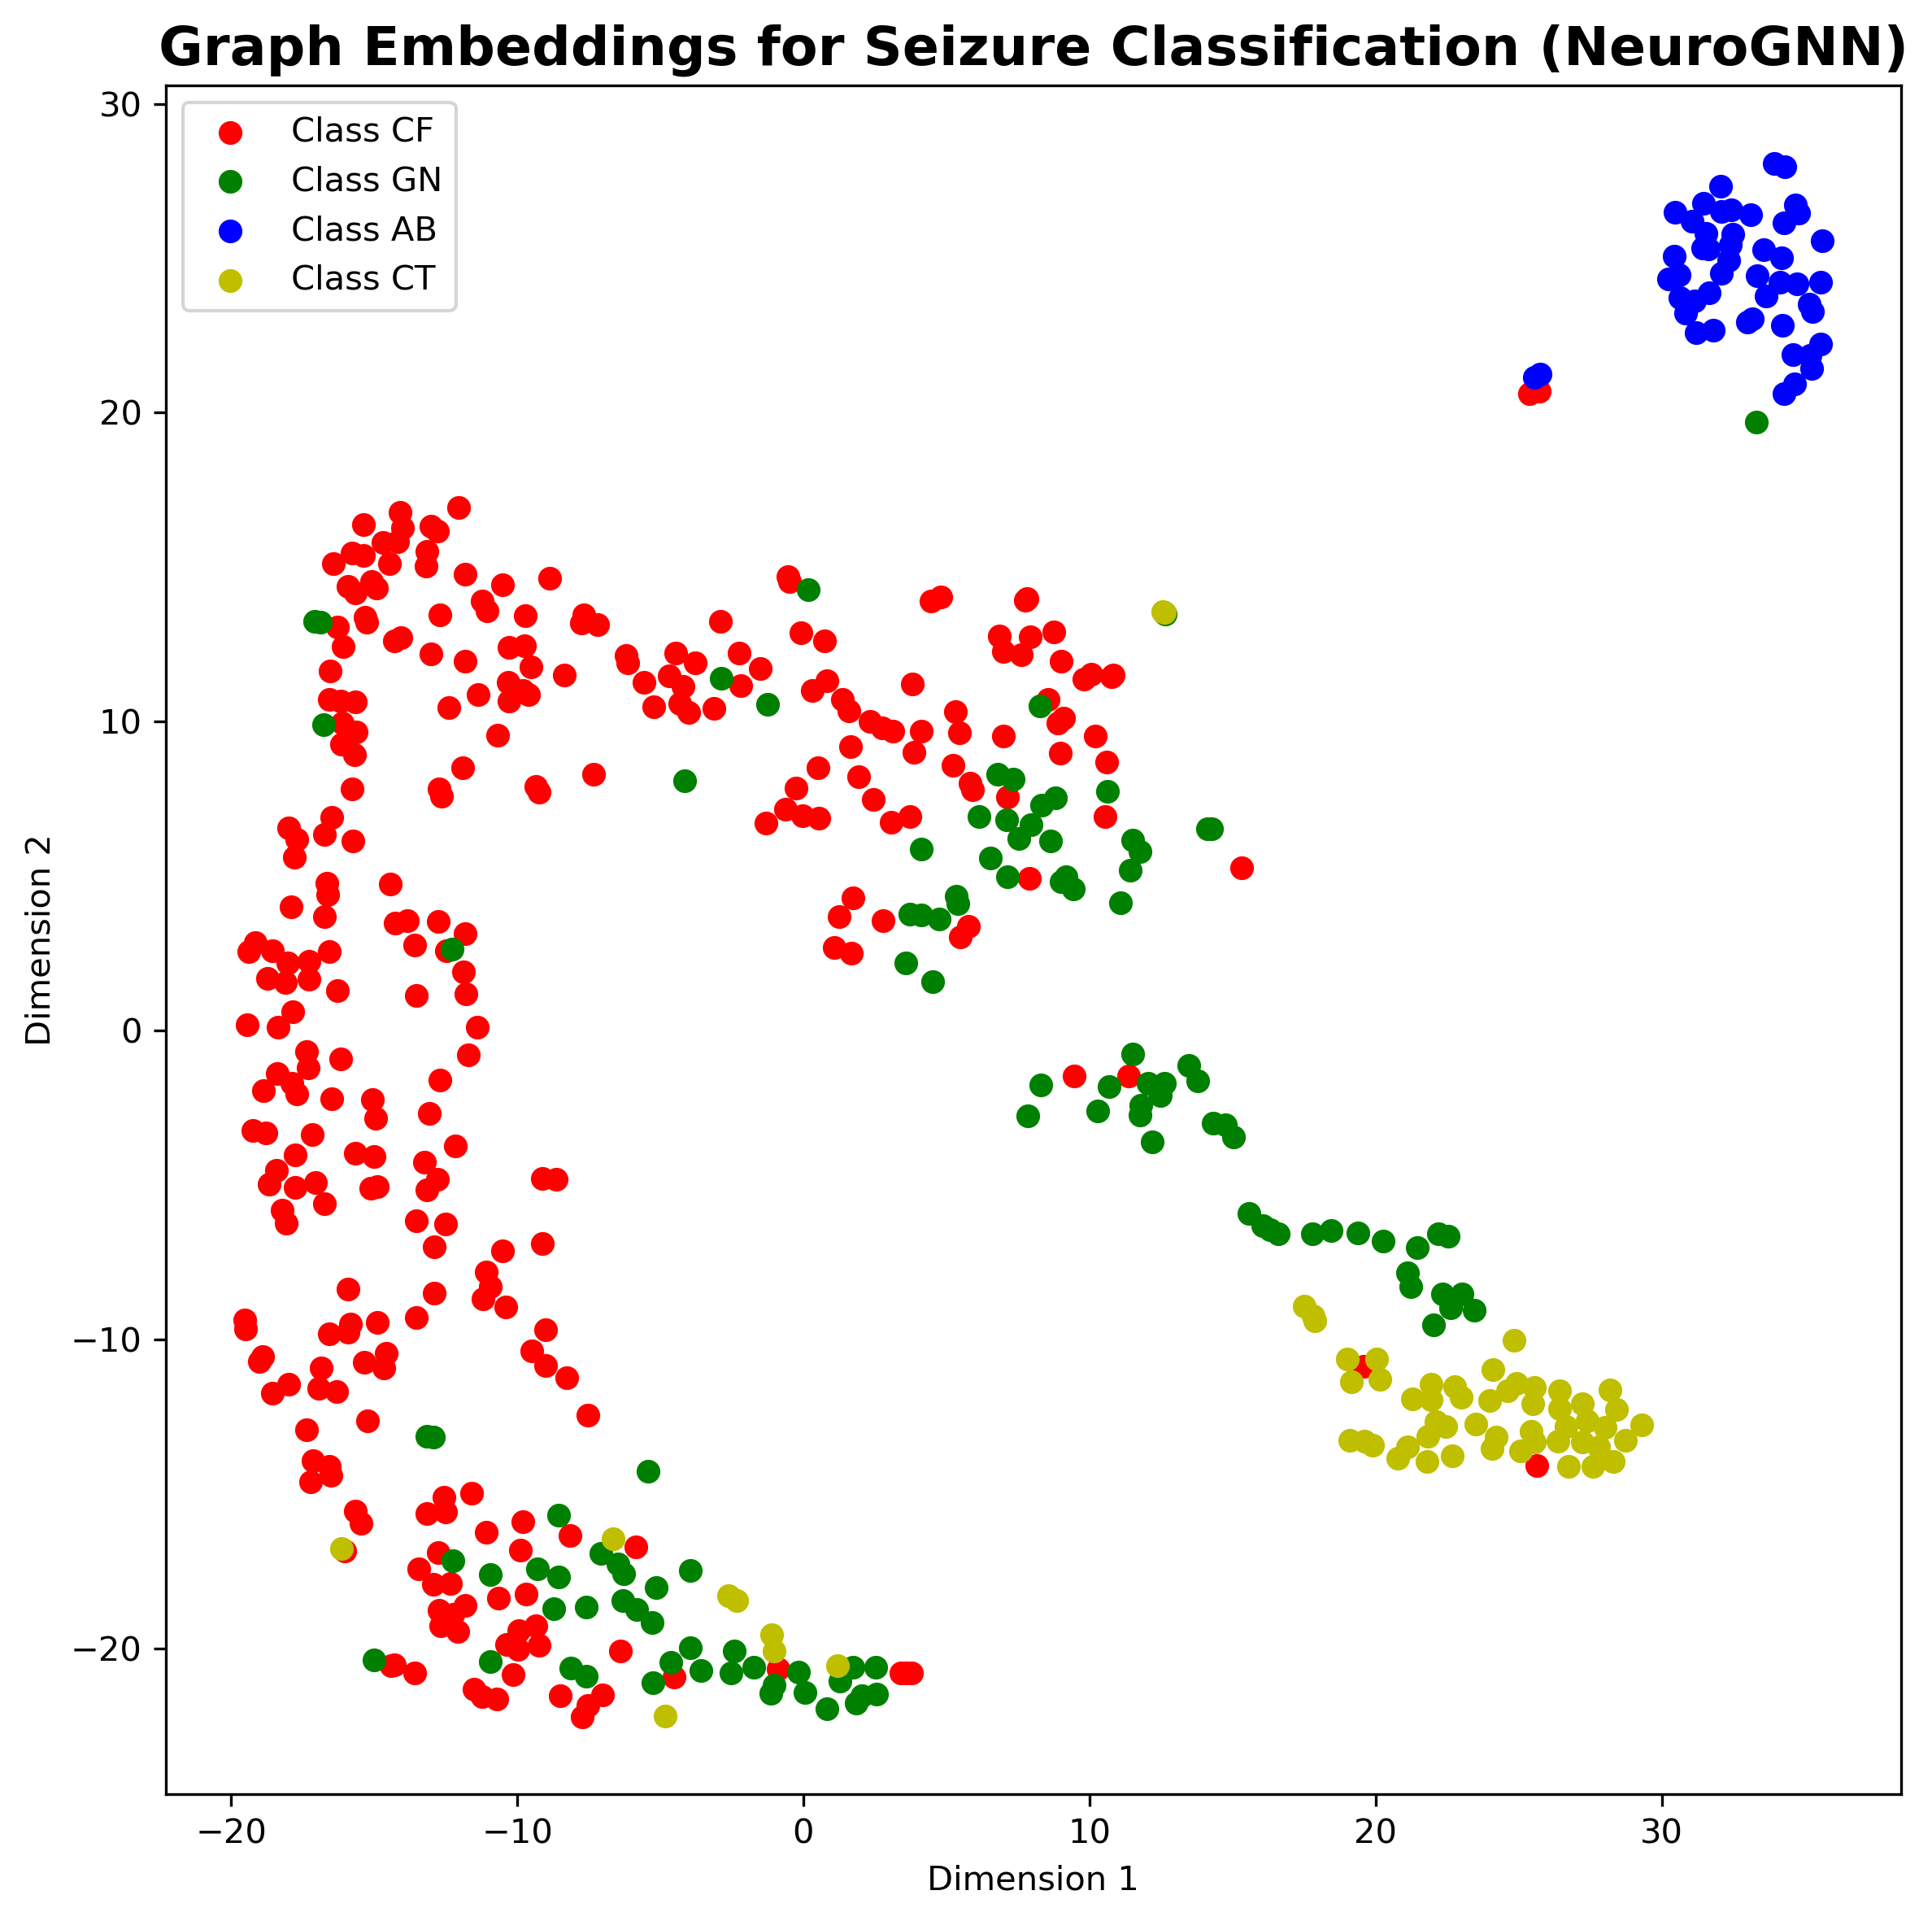 Graph Embeddings for Seizure Classification (NeuroGNN)
Class CF
Class GN
Class AB
Class CT
30
20
10
0
−10
−20
Dimension 2
−20 −10 0 10 20 30
Dimension 1